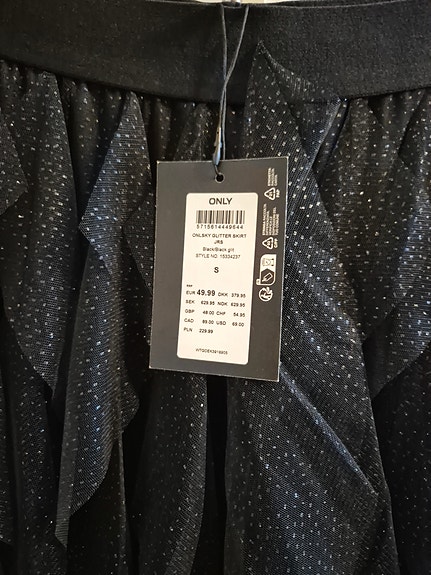 ONLY
5715614449644
ONLSKY GLITTER SKIRT
JRS
Black/Black glit
STYLE NO. 15334237
S
RRP
EUR 49.99 DKK 379.95
SEK 629.95 NOK 629.95
GBP 48.00 CHF 54.95
CAD 89.00 USD 69.00
PLN 229.99